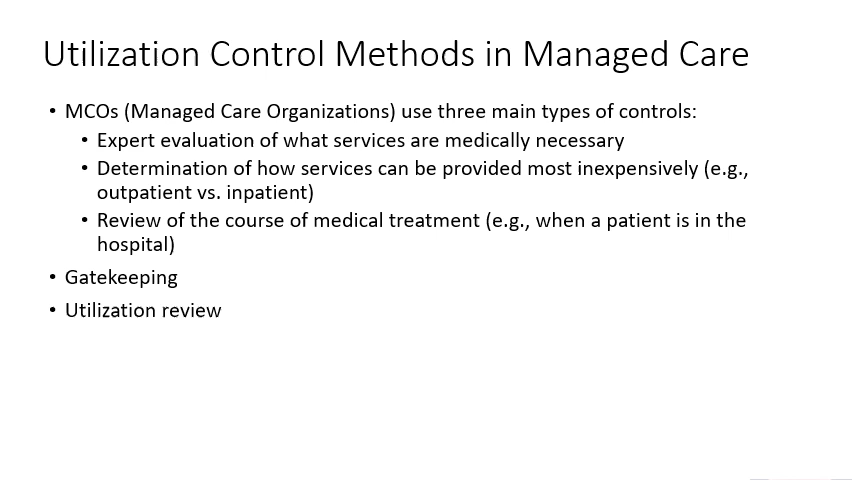 Utilization Control Methods in Managed Care
• MCOs (Managed Care Organizations) use three main types of controls:
• Expert evaluation of what services are medically necessary
• Determination of how services can be provided most inexpensively (e.g.,
outpatient vs. inpatient)
• Review of the course of medical treatment (e.g., when a patient is in the
hospital)
• Gatekeeping
• Utilization review